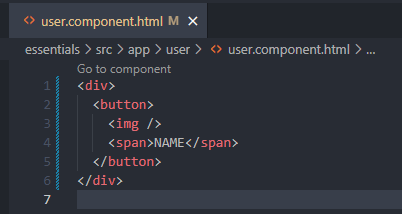 <> user.component.html M ×
essentials > src > app > user > <> user.component.html > ...
Go to component
1 <div>
2   <button>
3     <img />
4     <span>NAME</span>
5   </button>
6 </div>
7